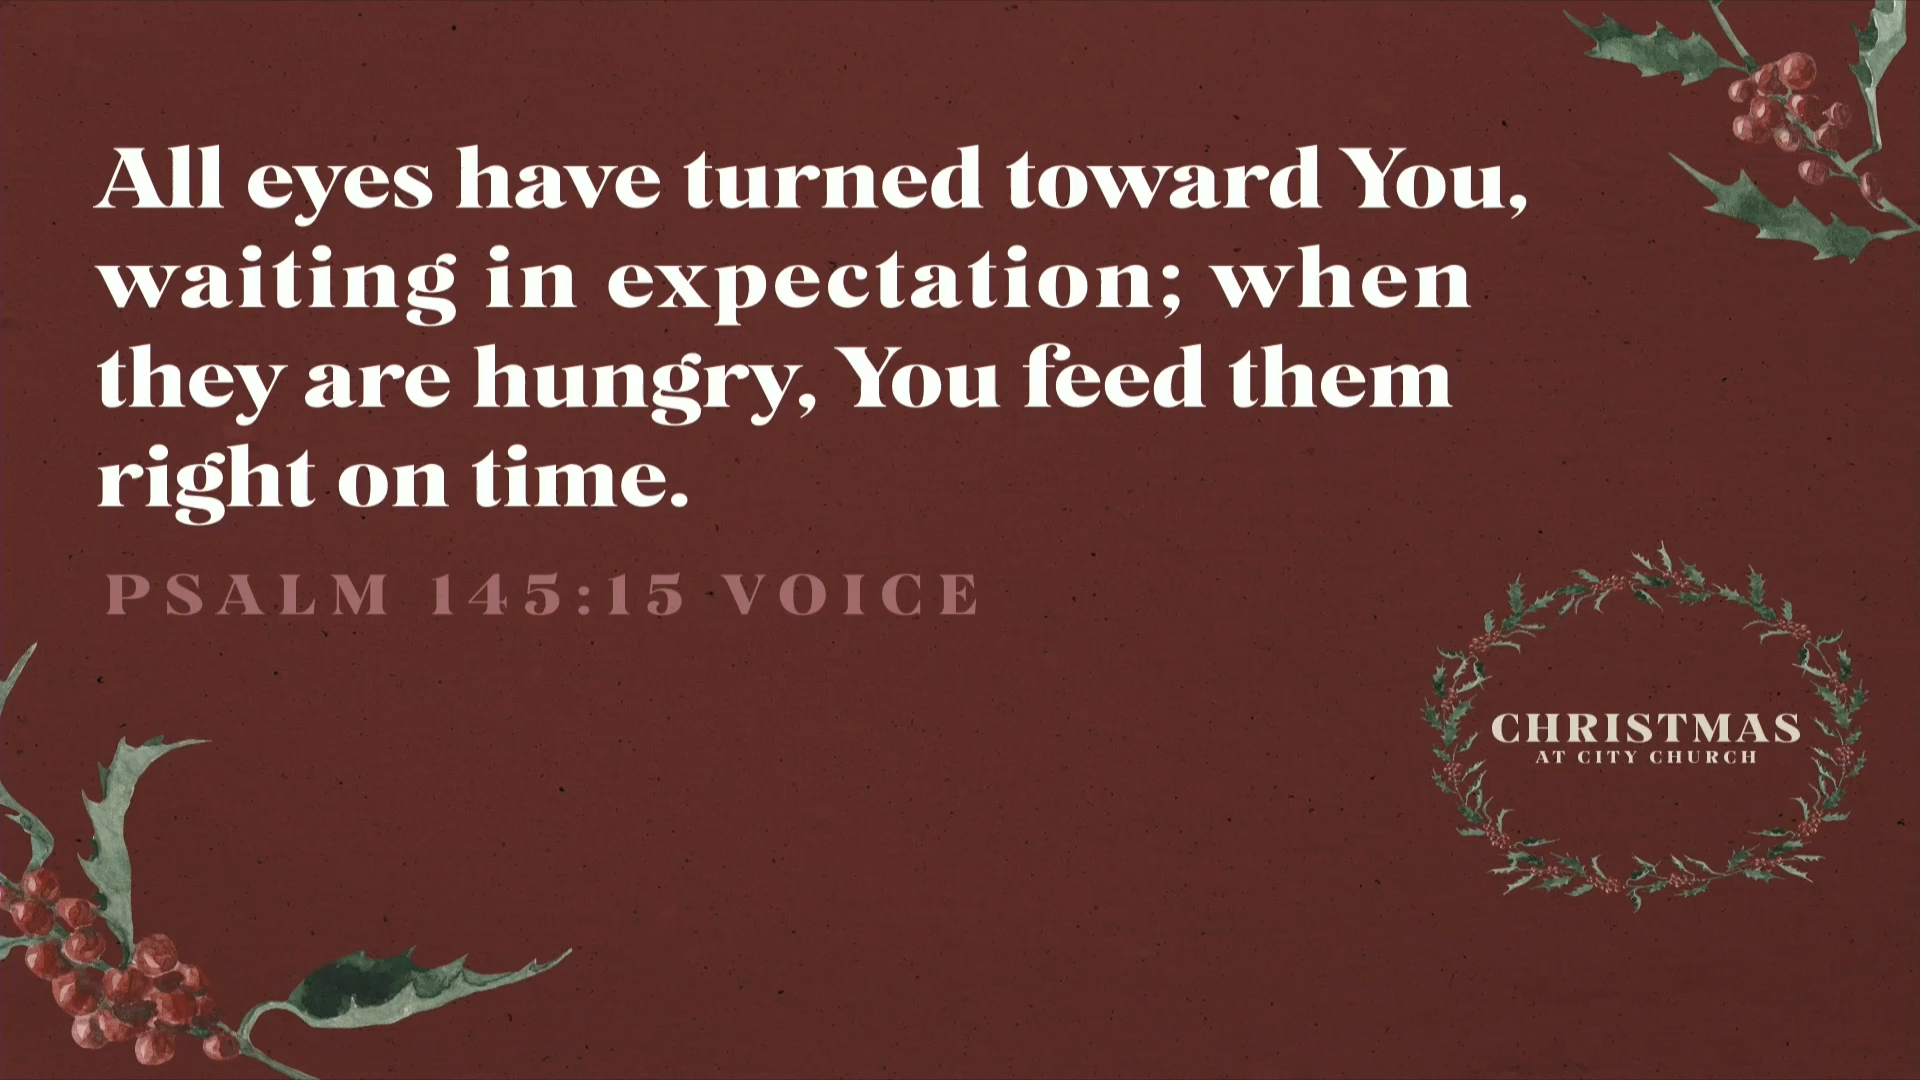 All eyes have turned toward You,
waiting in expectation; when
they are hungry, You feed them
right on time.
PSALM 145:15 VOICE
CHRISTMAS
AT CITY CHURCH